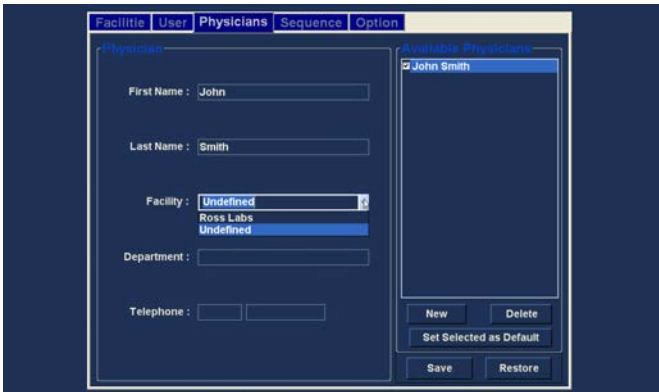 Facilitie User Physicians Sequence Option
Physician
First Name : John
Last Name : Smith
Facility : Undefined
Ross Labs
Undefined
Department :
Telephone :
Available Physicians
John Smith
New Delete
Set Selected as Default
Save Restore